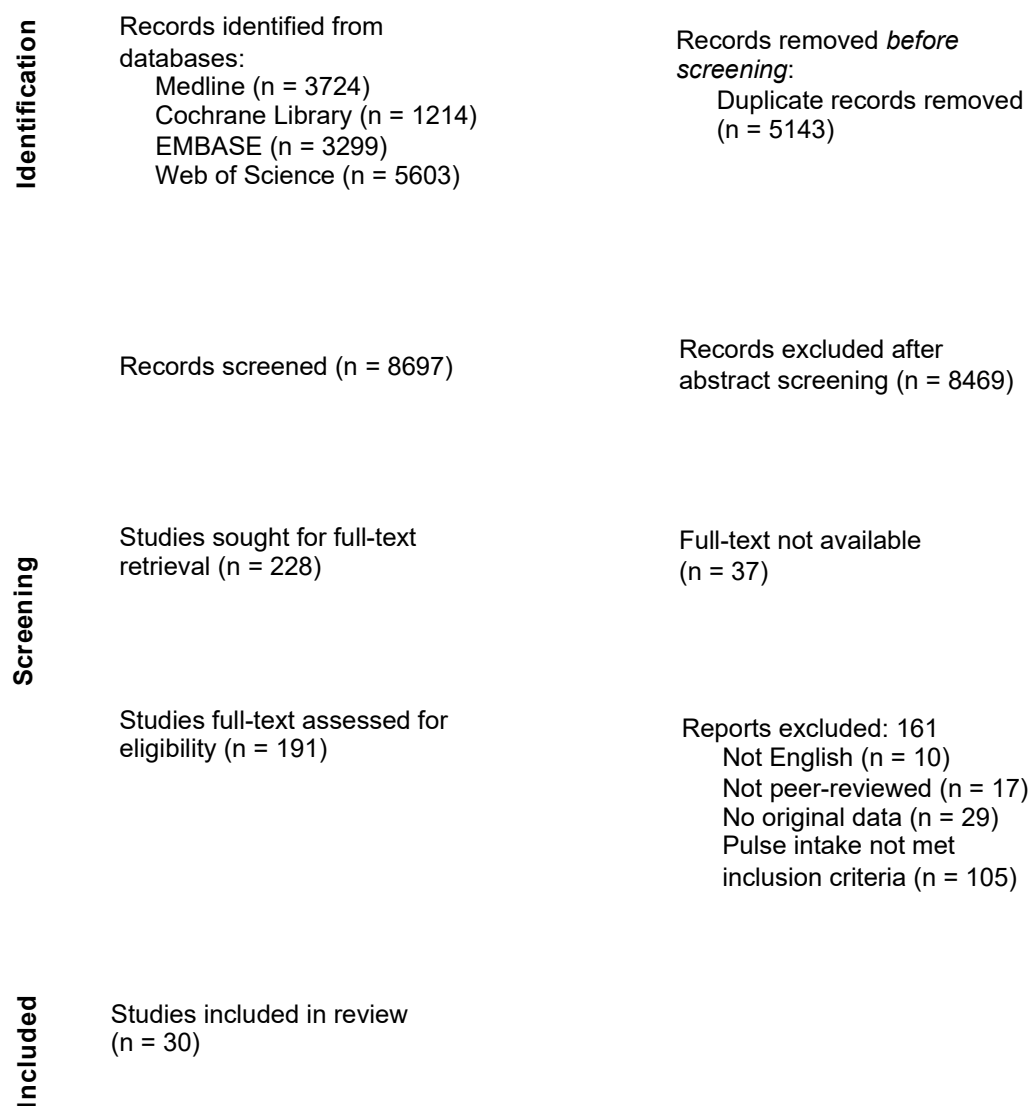 Identification
Records identified from
databases:
Medline (n = 3724)
Cochrane Library (n = 1214)
EMBASE (n = 3299)
Web of Science (n = 5603)
Records removed before
screening:
Duplicate records removed
(n = 5143)
Screening
Records screened (n = 8697)
Records excluded after
abstract screening (n = 8469)
Studies sought for full-text
retrieval (n = 228)
Full-text not available
(n = 37)
Studies full-text assessed for
eligibility (n = 191)
Reports excluded: 161
Not English (n = 10)
Not peer-reviewed (n = 17)
No original data (n = 29)
Pulse intake not met
inclusion criteria (n = 105)
Included
Studies included in review
(n = 30)